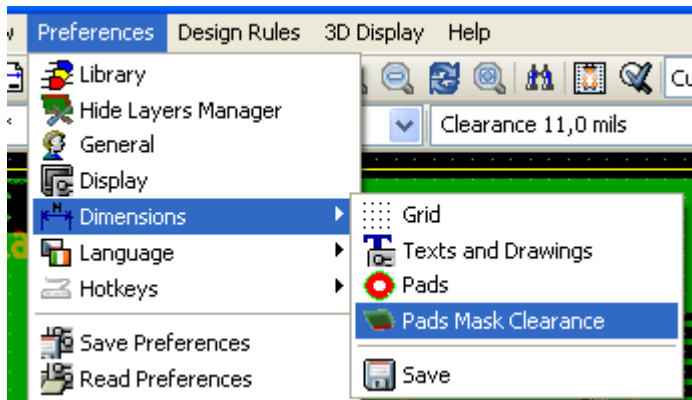 Preferences Design Rules 3D Display Help
Library
Hide Layers Manager
General
Display
Dimensions
Language
Hotkeys
Save Preferences
Read Preferences
Clearance 11,0 mils
Grid
Texts and Drawings
Pads
Pads Mask Clearance
Save